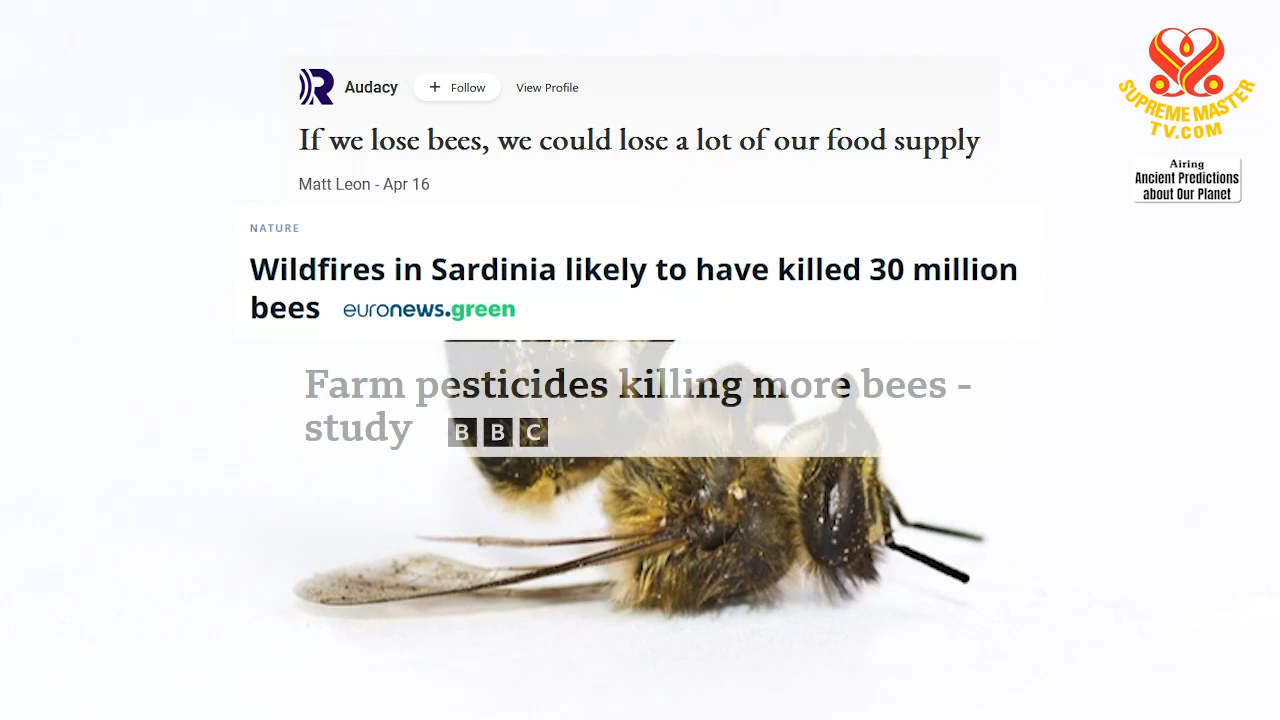 Audacy + Follow View Profile
If we lose bees, we could lose a lot of our food supply
Matt Leon - Apr 16
NATURE
Wildfires in Sardinia likely to have killed 30 million
bees euronews.green
Farm pesticides killing more bees -
study BBC
SUPREME MASTER
TV.COM
Airing
Ancient Predictions
about Our Planet